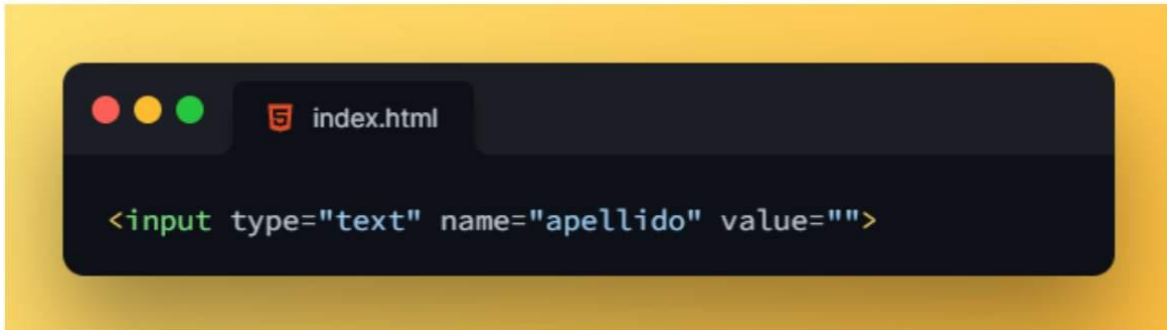 index.html
<input type="text" name="apellido" value="">